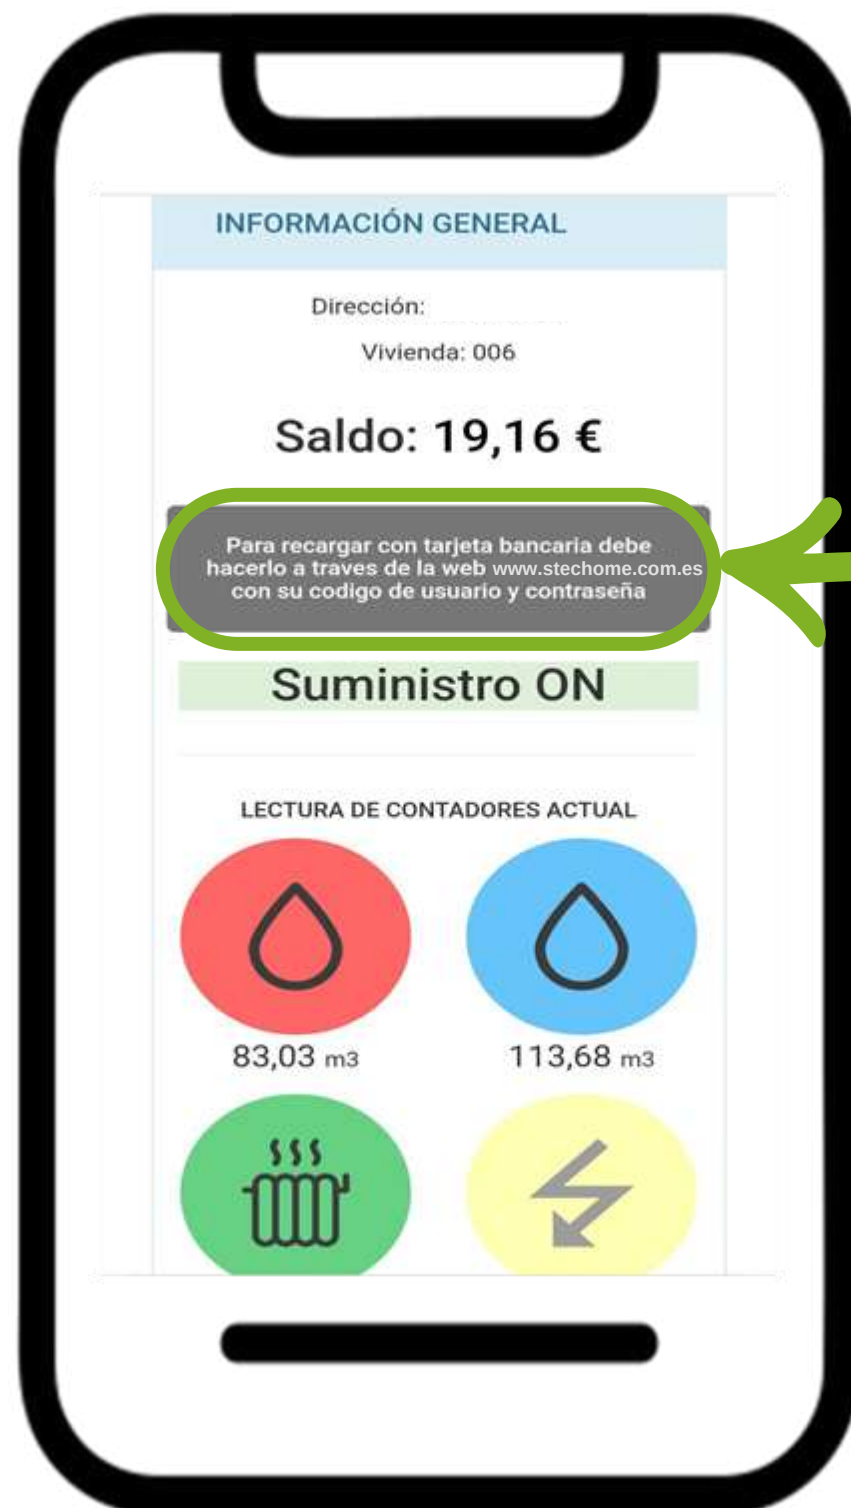 INFORMACIÓN GENERAL
Dirección:
Vivienda: 006
Saldo: 19,16 €
Para recargar con tarjeta bancaria debe
hacerlo a traves de la web www.stechome.com.es
con su codigo de usuario y contraseña
Suministro ON
LECTURA DE CONTADORES ACTUAL
83,03 m3
113,68 m3